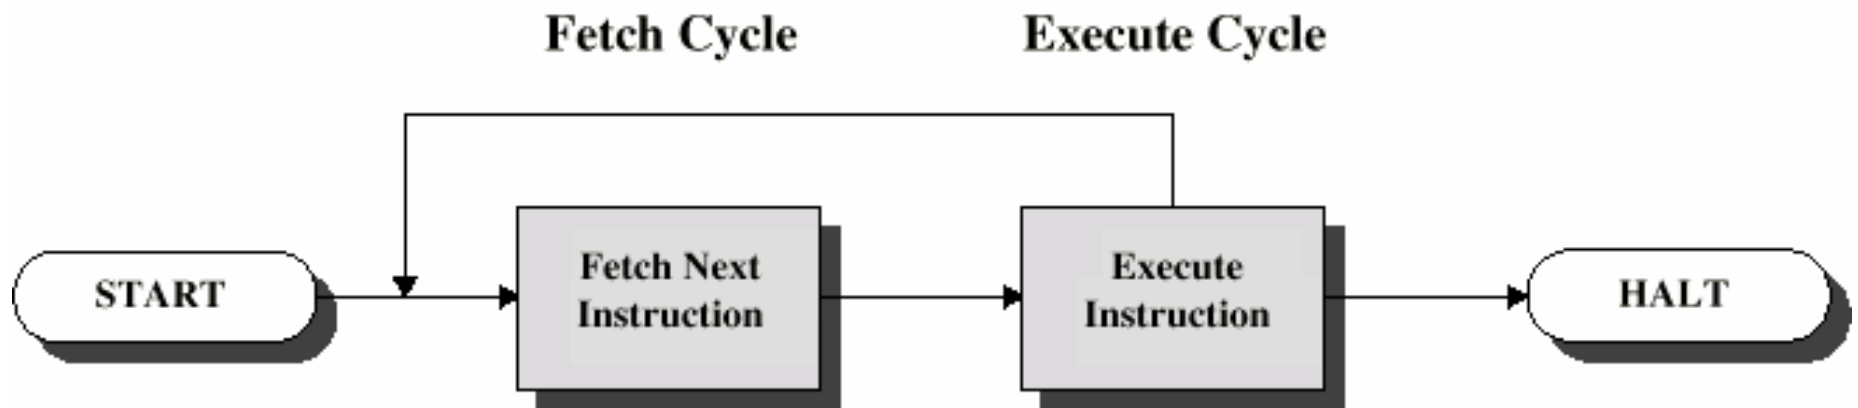 Fetch Cycle
Execute Cycle
START
Fetch Next
Instruction
Execute
Instruction
HALT